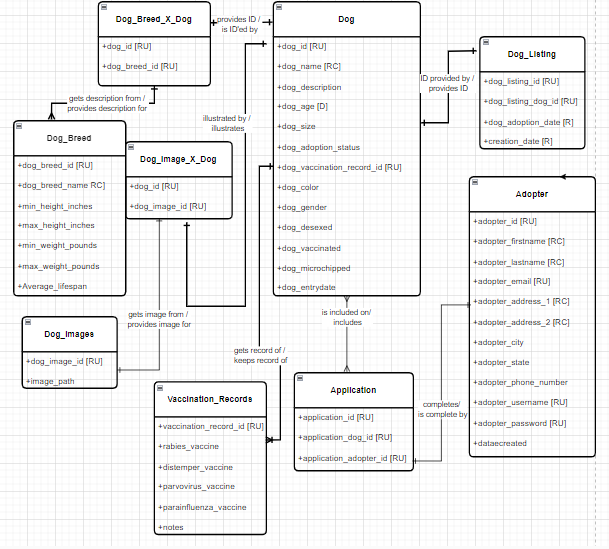 Dog_Breed_X_Dog
+dog_id [RU]
+dog_breed_id [RU]
provides ID /
is ID'ed by
Dog
+dog_id [RU]
+dog_name [RC]
+dog_description
+dog_age [D]
+dog_size
+dog_adoption_status
+dog_vaccination_record_id [RU]
+dog_color
+dog_gender
+dog_desexed
+dog_vaccinated
+dog_microchipped
+dog_entrydate
ID provided by /
provides ID
Dog_Listing
+dog_listing_id [RU]
+dog_listing_dog_id [RU]
+dog_adoption_date [R]
+creation_date [R]
gets description from /
provides description for
Dog_Breed
+dog_breed_id [RU]
+dog_breed_name RC]
+min_height_inches
+max_height_inches
+min_weight_pounds
+max_weight_pounds
+Average_lifespan
illustrated by /
illustrates
Dog_Image_X_Dog
+dog_id [RU]
+dog_image_id [RU]
Adopter
+adopter_id [RU]
+adopter_firstname [RC]
+adopter_lastname [RC]
+adopter_email [RU]
+adopter_address_1 [RC]
+adopter_address_2 [RC]
+adopter_city
+adopter_state
+adopter_phone_number
+adopter_username [RU]
+adopter_password [RU]
+dataecreated
gets image from /
provides image for
is included on/
includes
Dog_Images
+dog_image_id [RU]
+image_path
gets record of /
keeps record of
Vaccination_Records
+vaccination_record_id [RU]
+rabies_vaccine
+distemper_vaccine
+parvovirus_vaccine
+parainfluenza_vaccine
+notes
Application
+application_id [RU]
+application_dog_id [RU]
+application_adopter_id [RU]
completes/
is complete by